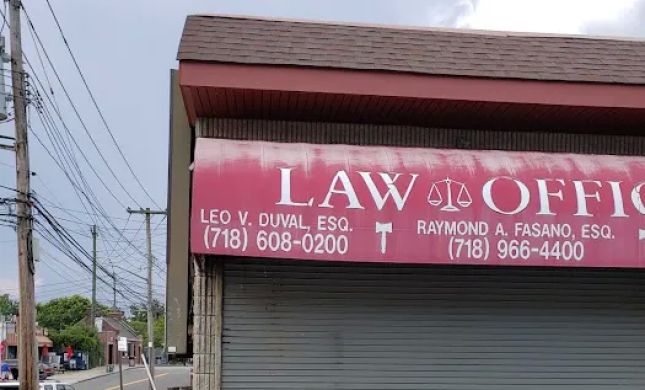 LAW OFFIC
LEO V. DUVAL, ESQ.
(718) 608-0200
RAYMOND A. FASANO, ESQ.
(718) 966-4400